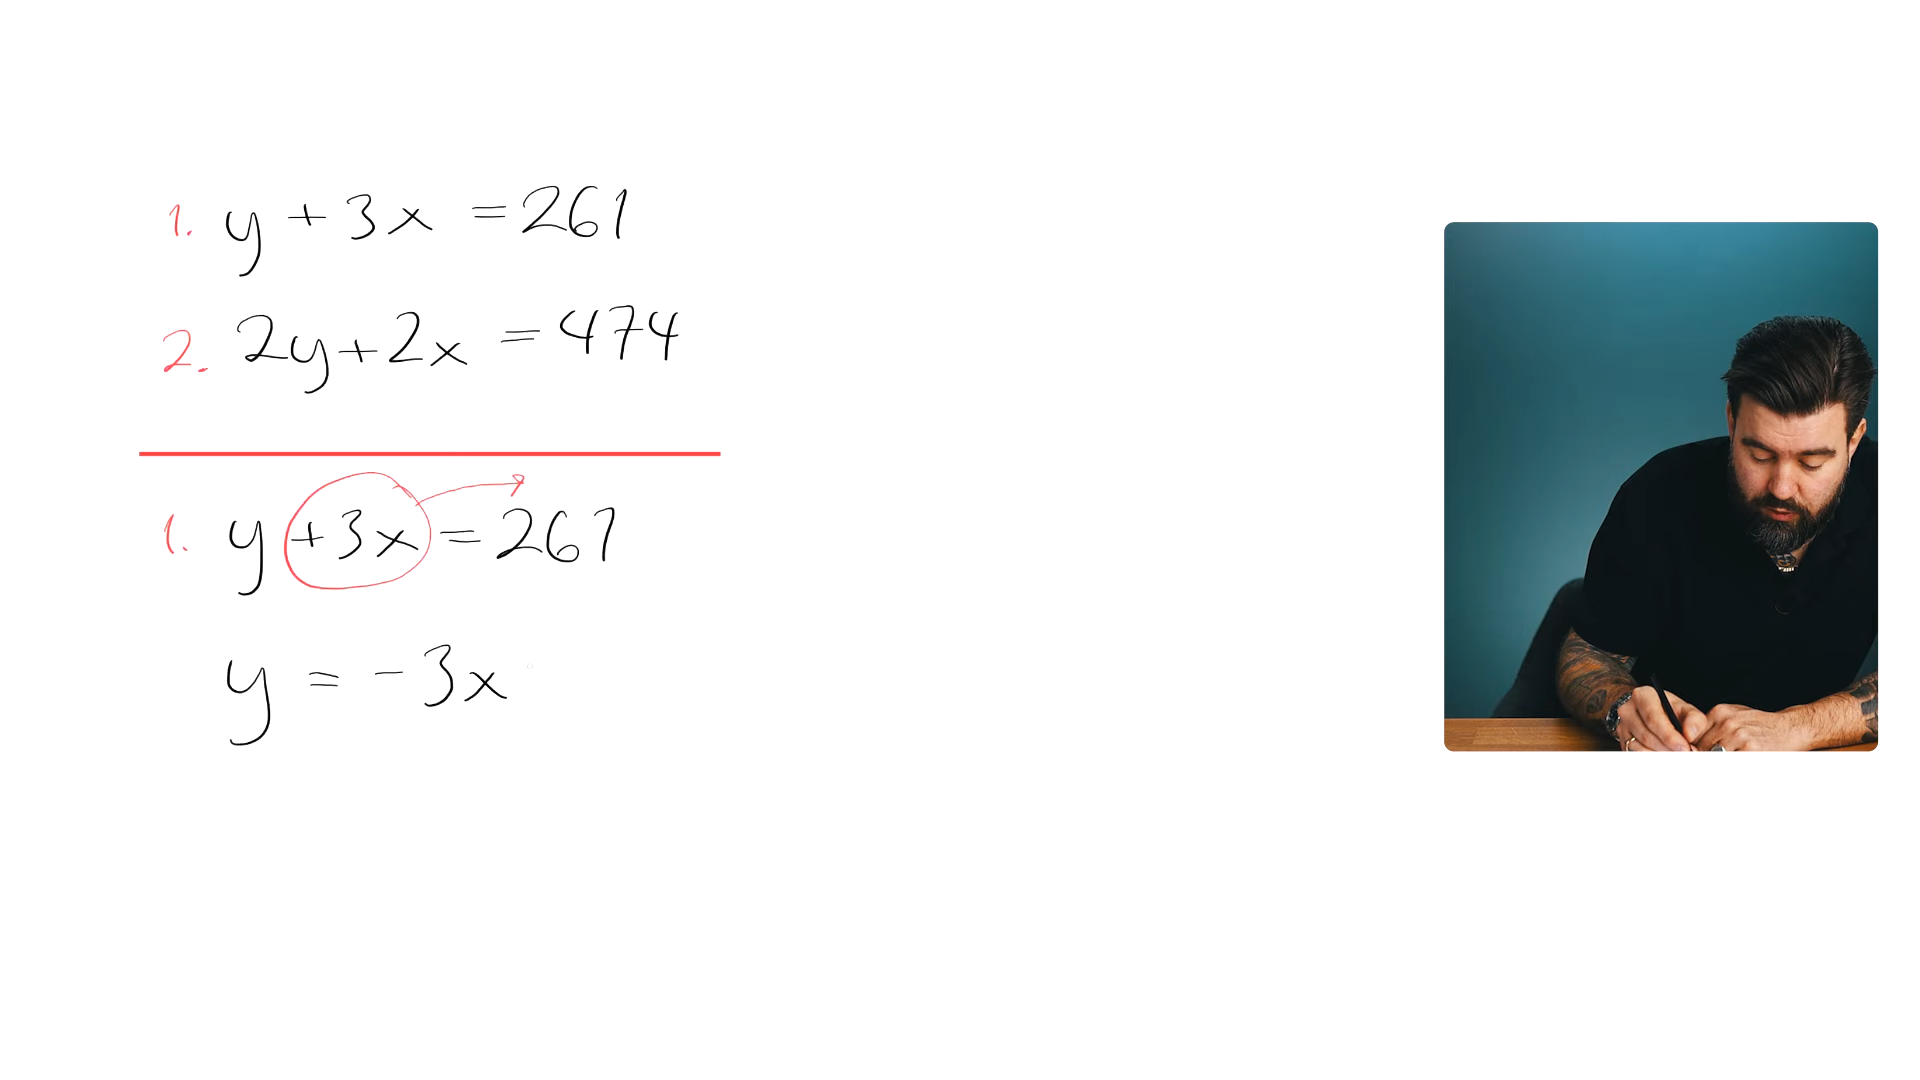 1. y + 3x = 261
2. 2y + 2x = 474
1. y + 3x = 261
y = - 3x